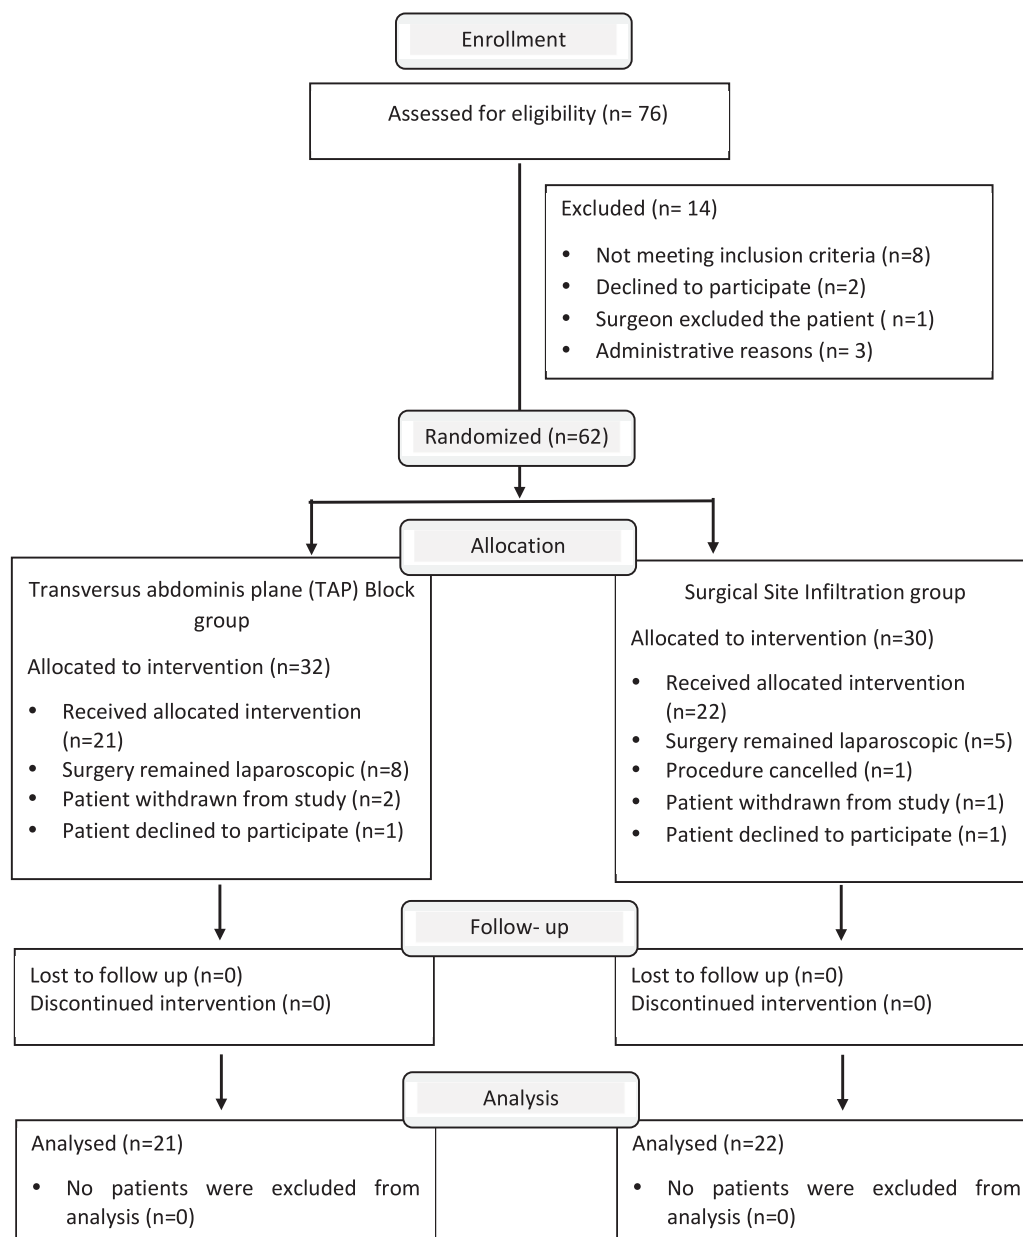 Enrollment
Assessed for eligibility (n= 76)
Excluded (n= 14)
• Not meeting inclusion criteria (n=8)
• Declined to participate (n=2)
• Surgeon excluded the patient ( n=1)
• Administrative reasons (n= 3)
Randomized (n=62)
Allocation
Transversus abdominis plane (TAP) Block
group
Allocated to intervention (n=32)
• Received allocated intervention
(n=21)
• Surgery remained laparoscopic (n=8)
• Patient withdrawn from study (n=2)
• Patient declined to participate (n=1)
Surgical Site Infiltration group
Allocated to intervention (n=30)
• Received allocated intervention
(n=22)
• Surgery remained laparoscopic (n=5)
• Procedure cancelled (n=1)
• Patient withdrawn from study (n=1)
• Patient declined to participate (n=1)
Follow- up
Lost to follow up (n=0)
Discontinued intervention (n=0)
Lost to follow up (n=0)
Discontinued intervention (n=0)
Analysis
Analysed (n=21)
• No patients were excluded from
analysis (n=0)
Analysed (n=22)
• No patients were excluded from
analysis (n=0)